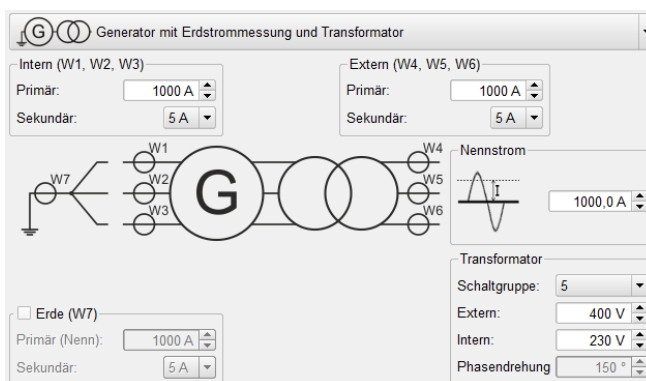 G Generator mit Erdstrommessung und Transformator
Intern (W1, W2, W3)
Primär: 1000 A
Sekundär: 5 A
Extern (W4, W5, W6)
Primär: 1000 A
Sekundär: 5 A
W7
W1
W2
W3
G
W4
W5
W6
Nennstrom
I
1000,0 A
Erde (W7)
Primär (Nenn): 1000 A
Sekundär: 5 A
Transformator
Schaltgruppe: 5
Extern: 400 V
Intern: 230 V
Phasendrehung 150 °